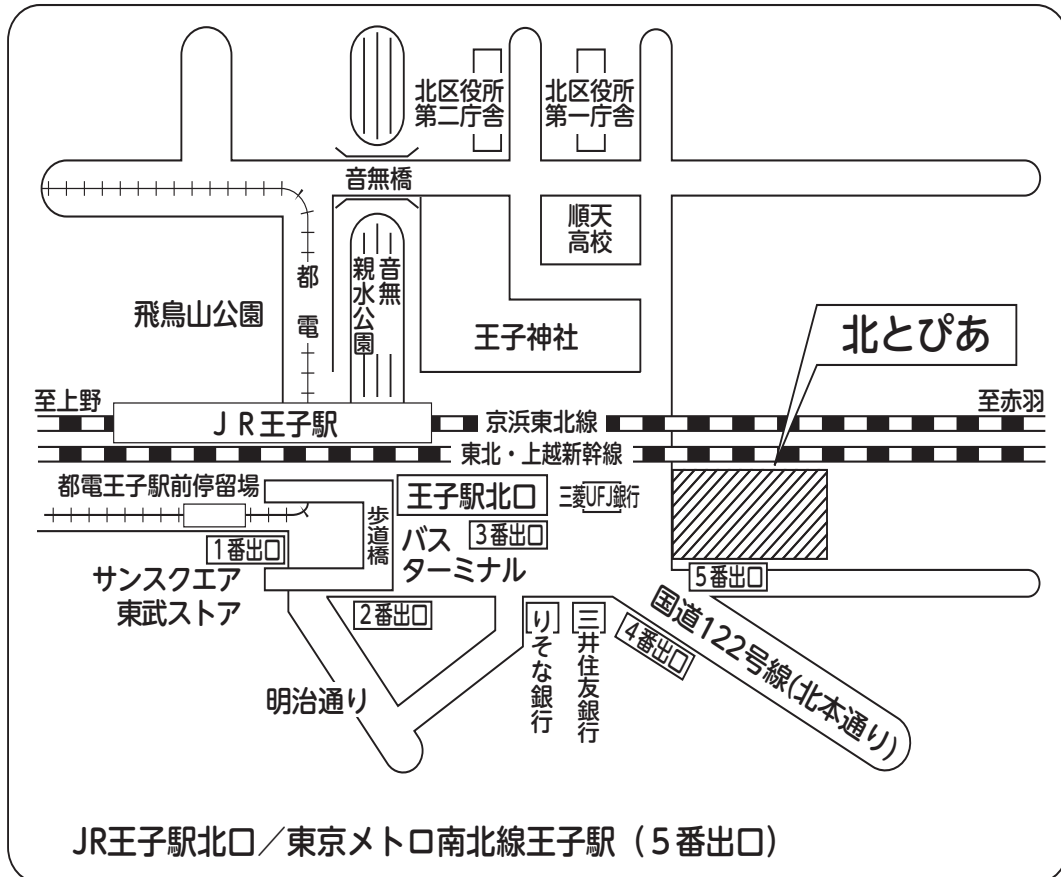 北区役所
第二庁舎
北区役所
第一庁舎
音無橋
順天
高校
都電
音無
親水公園
飛鳥山公園
王子神社
北とぴあ
至上野
至赤羽
JR王子駅
京浜東北線
東北・上越新幹線
都電王子駅前停留場
王子駅北口
三菱UFJ銀行
歩道橋
バス
ターミナル
3番出口
1番出口
5番出口
サンスクエア
東武ストア
2番出口
りそな銀行
三井住友銀行
4番出口
国道122号線(北本通り)
明治通り
JR王子駅北口／東京メトロ南北線王子駅（5番出口）